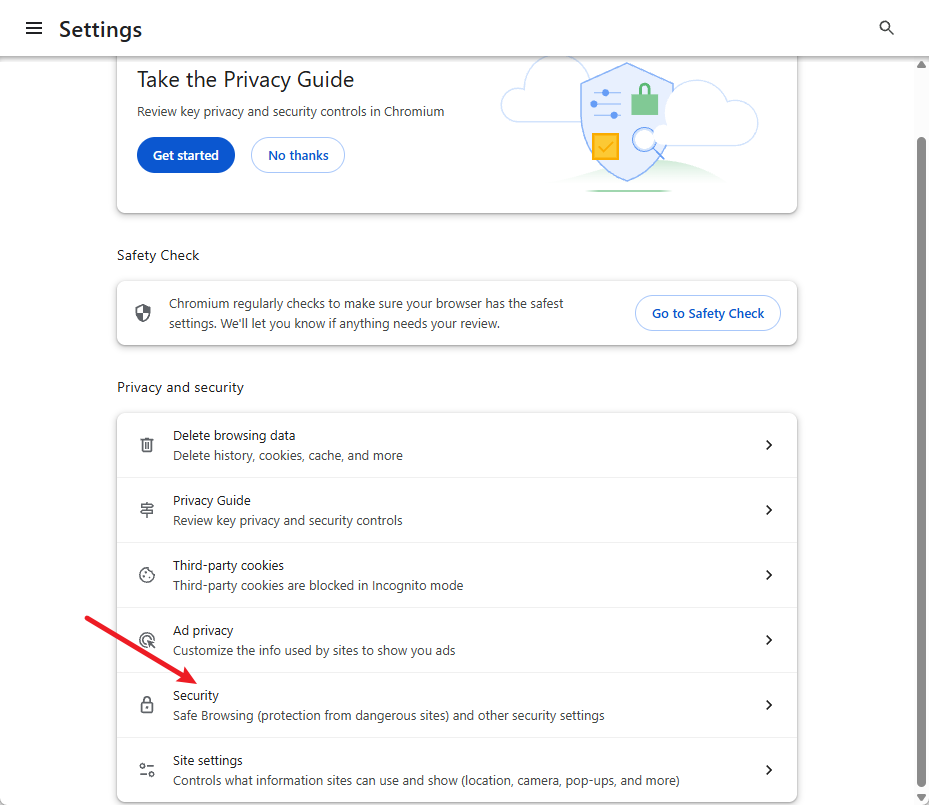 Settings
Take the Privacy Guide
Review key privacy and security controls in Chromium
Get started
No thanks
Safety Check
Chromium regularly checks to make sure your browser has the safest
settings. We'll let you know if anything needs your review.
Go to Safety Check
Privacy and security
Delete browsing data
Delete history, cookies, cache, and more
Privacy Guide
Review key privacy and security controls
Third-party cookies
Third-party cookies are blocked in Incognito mode
Ad privacy
Customize the info used by sites to show you ads
Security
Safe Browsing (protection from dangerous sites) and other security settings
Site settings
Controls what information sites can use and show (location, camera, pop-ups, and more)